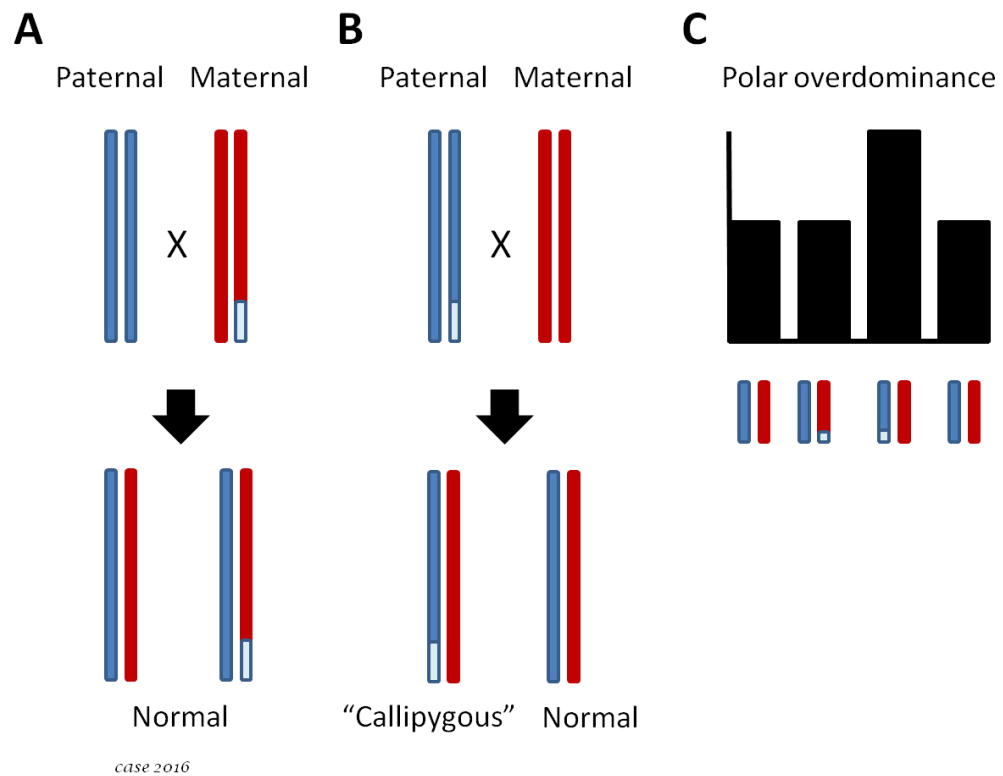 A
B
C
Paternal Maternal
Paternal Maternal
Polar overdominance
X
X
Normal
"Callipygous" Normal
case 2016